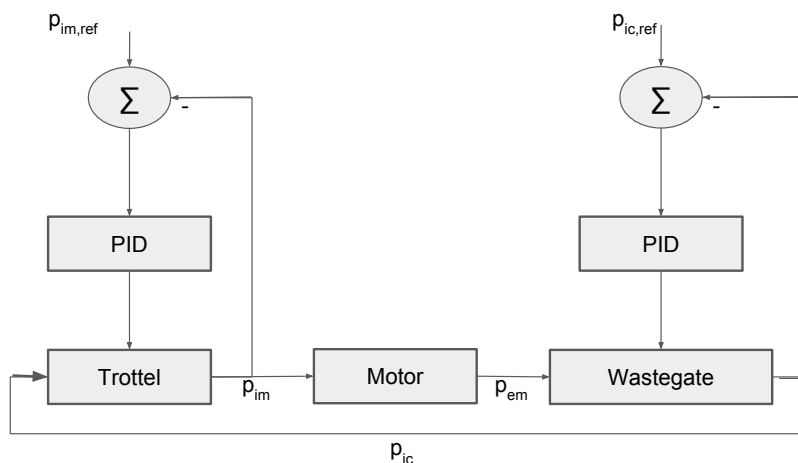 p_im,ref
p_ic,ref
Σ
Σ
-
-
PID
PID
Trottel
Motor
Wastegate
p_im
p_em
p_ic